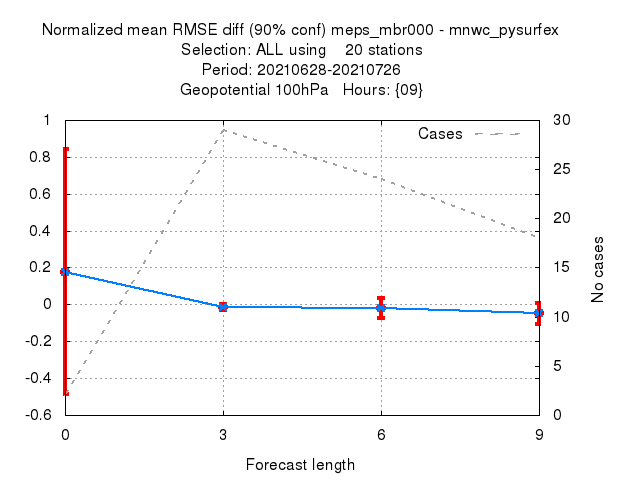 Normalized mean RMSE diff (90% conf) meps_mbr000 - mnwc_pysurfex
Selection: ALL using 20 stations
Period: 20210628-20210726
Geopotential 100hPa Hours: {09}
Cases
1
0.8
0.6
0.4
0.2
0
-0.2
-0.4
-0.6
30
25
20
15
10
5
0
No cases
0 3 6 9
Forecast length